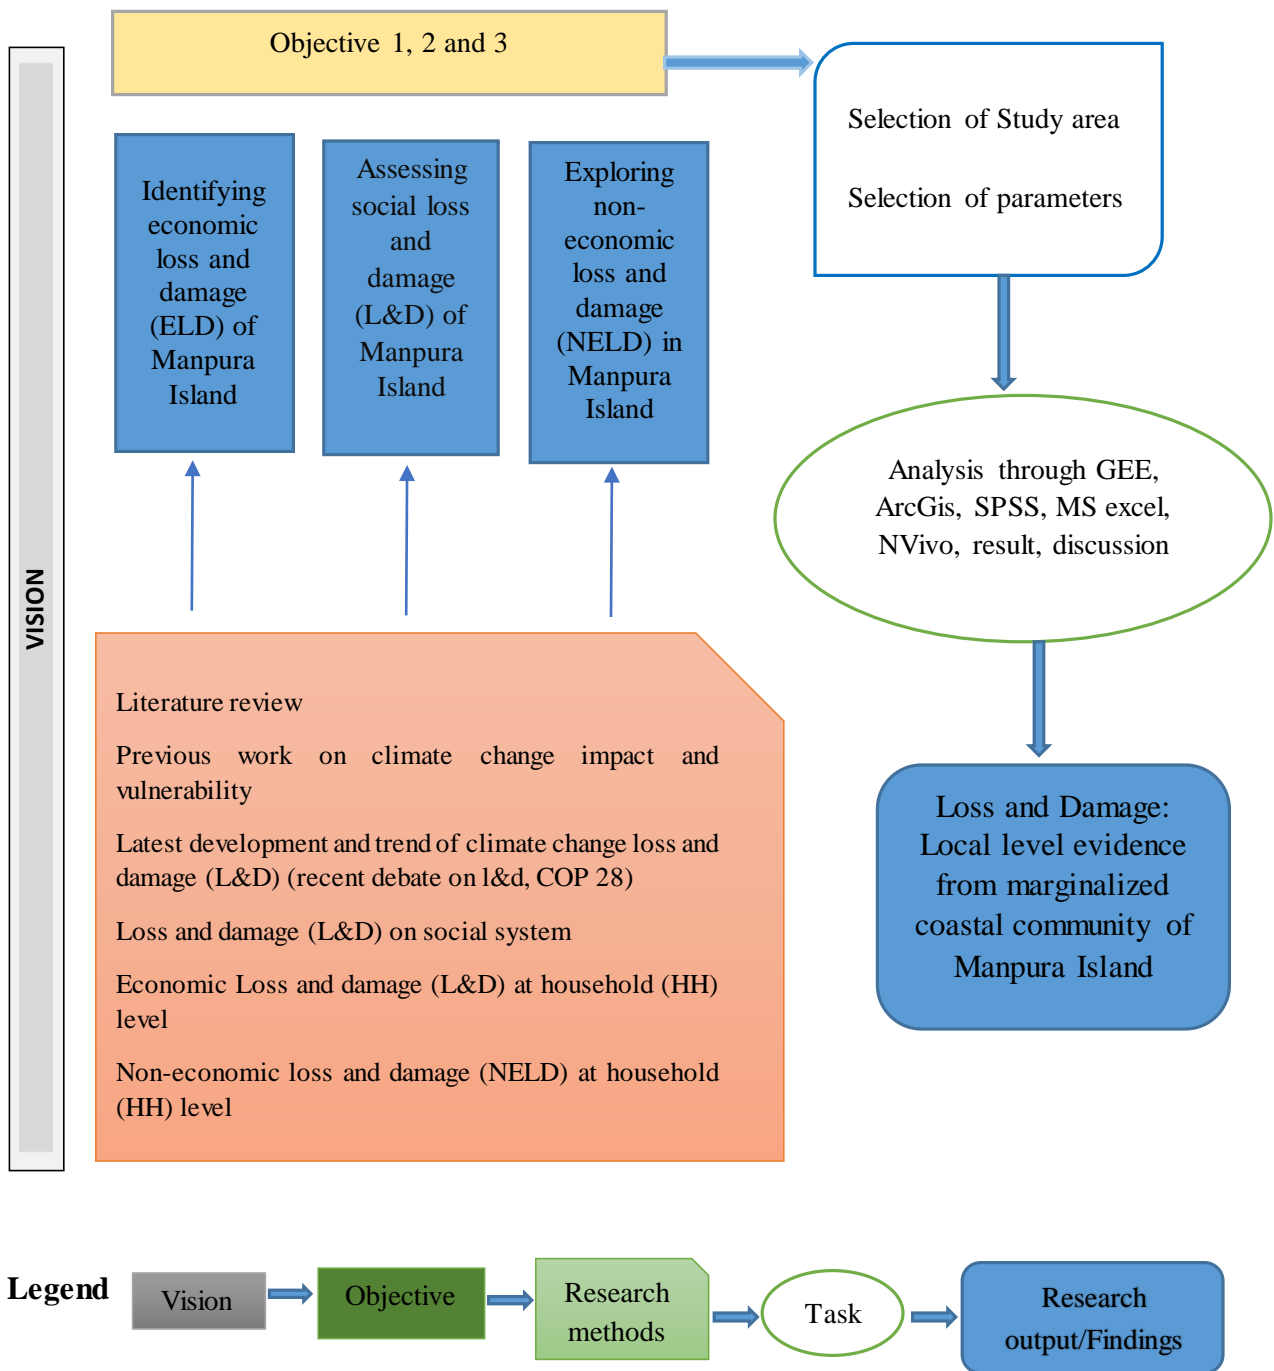 VISION
Objective 1, 2 and 3
Identifying
economic
loss and
damage
(ELD) of
Manpura
Island
Assessing
social loss
and
damage
(L&D) of
Manpura
Island
Exploring
non-
economic
loss and
damage
(NELD) in
Manpura
Island
Selection of Study area
Selection of parameters
Analysis through GEE,
ArcGis, SPSS, MS excel,
NVivo, result, discussion
Literature review
Previous work on climate change impact and
vulnerability
Latest development and trend of climate change loss and
damage (L&D) (recent debate on l&d, COP 28)
Loss and damage (L&D) on social system
Economic Loss and damage (L&D) at household (HH)
level
Non-economic loss and damage (NELD) at household
(HH) level
Loss and Damage:
Local level evidence
from marginalized
coastal community of
Manpura Island
Legend
Vision
Objective
Research
methods
Task
Research
output/Findings